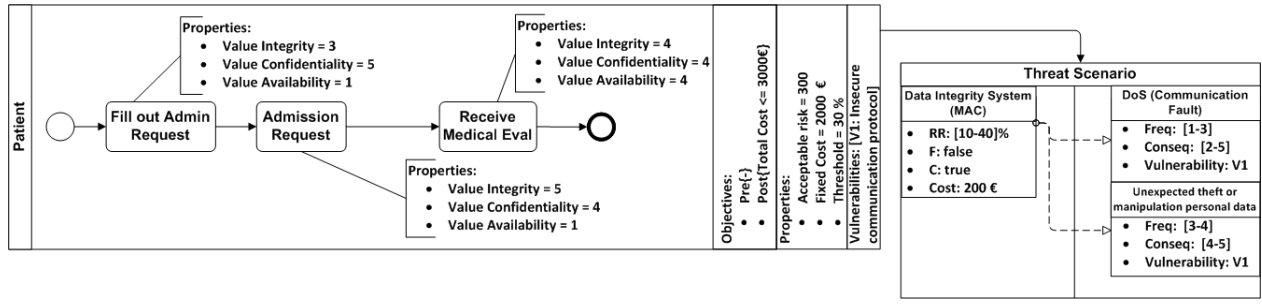 Patient
Properties:
• Value Integrity = 3
• Value Confidentiality = 5
• Value Availability = 1
Fill out Admin
Request
Admission
Request
Properties:
• Value Integrity = 5
• Value Confidentiality = 4
• Value Availability = 1
Properties:
• Value Integrity = 4
• Value Confidentiality = 4
• Value Availability = 4
Receive
Medical Eval
Objectives:
• Pre{-}
• Post{Total Cost <= 3000€}
Properties:
• Acceptable risk = 300
• Fixed Cost = 2000 €
• Threshold = 30 %
Vulnerabilities: [V1: Insecure
communication protocol]
Threat Scenario
Data Integrity System
(MAC)
• RR: [10-40]%
• F: false
• C: true
• Cost: 200 €
DoS (Communication
Fault)
• Freq: [1-3]
• Conseq: [2-5]
• Vulnerability: V1
Unexpected theft or
manipulation personal data
• Freq: [3-4]
• Conseq: [4-5]
• Vulnerability: V1